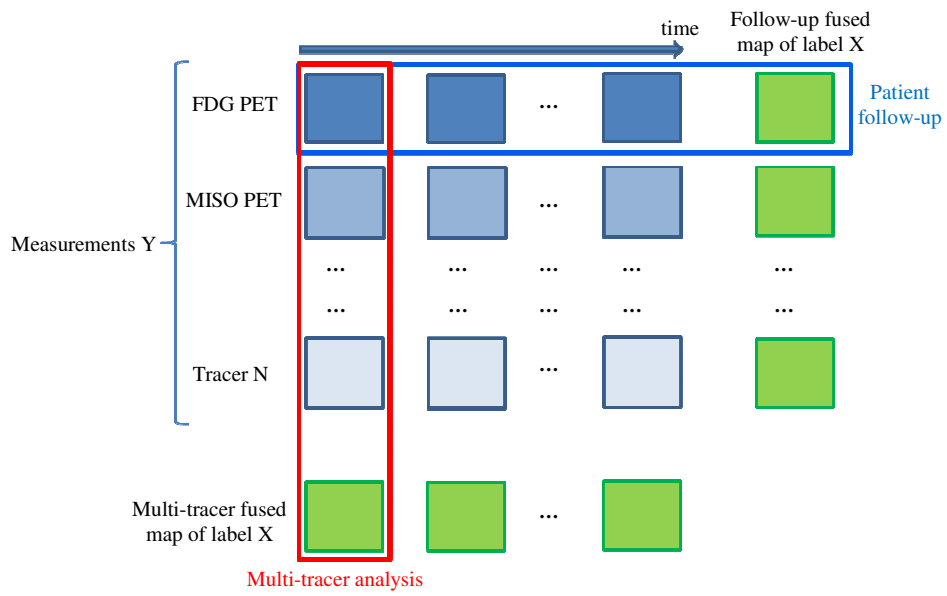 time
Follow-up fused
map of label X
FDG PET
...
Patient
follow-up
MISO PET
...
Measurements Y
... ... ... ... ...
... ... ... ... ...
Tracer N
...
Multi-tracer fused
map of label X
...
Multi-tracer analysis